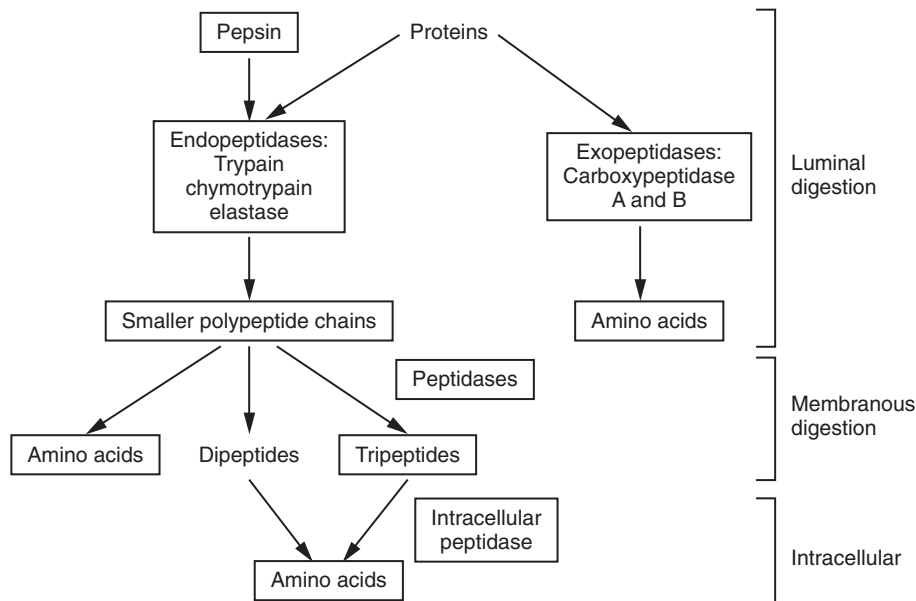 Pepsin
Proteins
Endopeptidases:
Trypain
chymotrypain
elastase
Exopeptidases:
Carboxypeptidase
A and B
Luminal
digestion
Smaller polypeptide chains
Amino acids
Peptidases
Membranous
digestion
Amino acids
Dipeptides
Tripeptides
Intracellular
peptidase
Intracellular
Amino acids